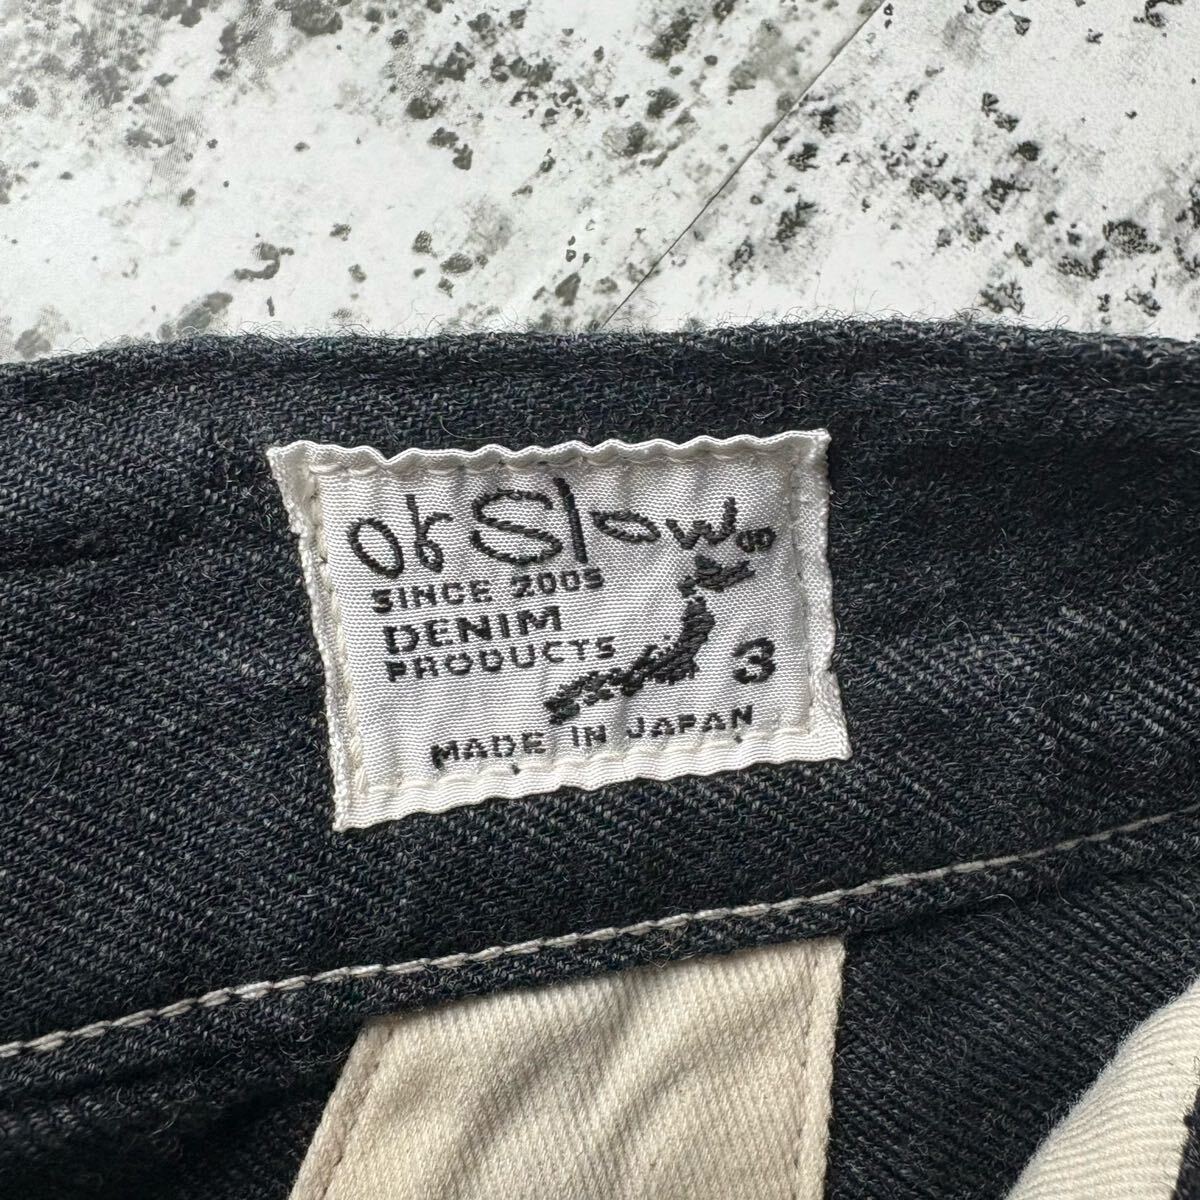 orSlow
SINCE 2005
DENIM
PRODUCTS
3
MADE IN JAPAN